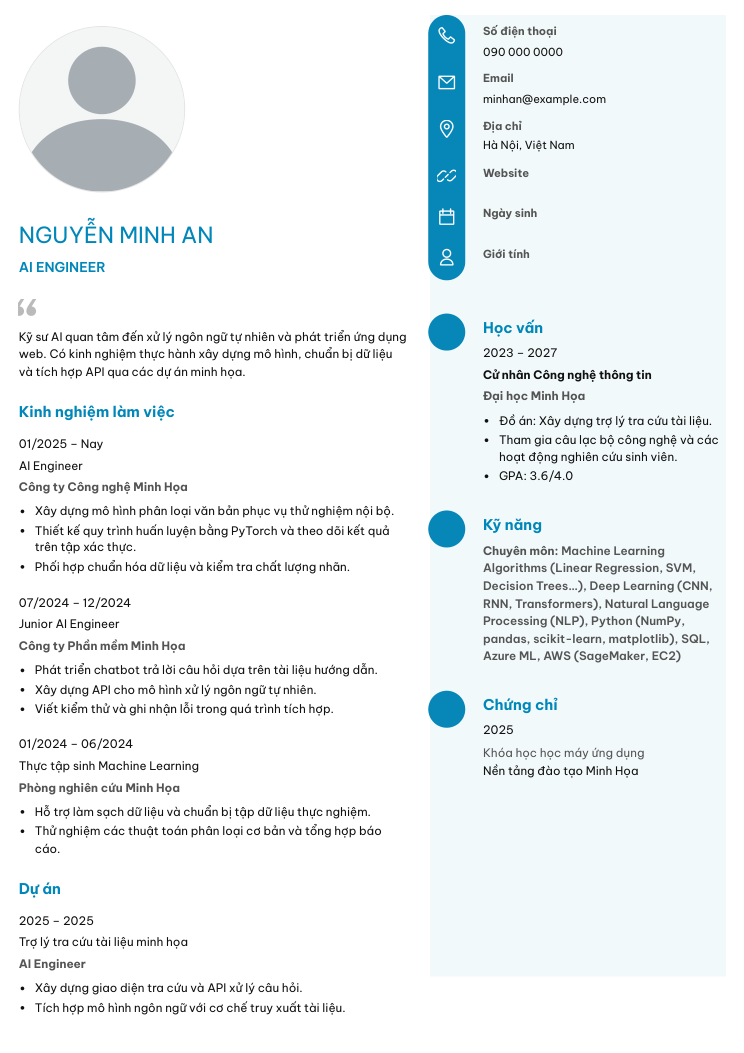 NGUYỄN MINH AN
AI ENGINEER
“
Kỹ sư AI quan tâm đến xử lý ngôn ngữ tự nhiên và phát triển ứng dụng
web. Có kinh nghiệm thực hành xây dựng mô hình, chuẩn bị dữ liệu
và tích hợp API qua các dự án minh họa.
Kinh nghiệm làm việc
01/2025 – Nay
AI Engineer
Công ty Công nghệ Minh Họa
• Xây dựng mô hình phân loại văn bản phục vụ thử nghiệm nội bộ.
• Thiết kế quy trình huấn luyện bằng PyTorch và theo dõi kết quả
trên tập xác thực.
• Phối hợp chuẩn hóa dữ liệu và kiểm tra chất lượng nhãn.
07/2024 – 12/2024
Junior AI Engineer
Công ty Phần mềm Minh Họa
• Phát triển chatbot trả lời câu hỏi dựa trên tài liệu hướng dẫn.
• Xây dựng API cho mô hình xử lý ngôn ngữ tự nhiên.
• Viết kiểm thử và ghi nhận lỗi trong quá trình tích hợp.
01/2024 – 06/2024
Thực tập sinh Machine Learning
Phòng nghiên cứu Minh Họa
• Hỗ trợ làm sạch dữ liệu và chuẩn bị tập dữ liệu thực nghiệm.
• Thử nghiệm các thuật toán phân loại cơ bản và tổng hợp báo
cáo.
Dự án
2025 – 2025
Trợ lý tra cứu tài liệu minh họa
AI Engineer
• Xây dựng giao diện tra cứu và API xử lý câu hỏi.
• Tích hợp mô hình ngôn ngữ với cơ chế truy xuất tài liệu.
Số điện thoại
090 000 0000
Email
minhan@example.com
Địa chỉ
Hà Nội, Việt Nam
Website
Ngày sinh
Giới tính
Học vấn
2023 – 2027
Cử nhân Công nghệ thông tin
Đại học Minh Họa
• Đồ án: Xây dựng trợ lý tra cứu tài liệu.
• Tham gia câu lạc bộ công nghệ và các
hoạt động nghiên cứu sinh viên.
• GPA: 3.6/4.0
Kỹ năng
Chuyên môn: Machine Learning
Algorithms (Linear Regression, SVM,
Decision Trees…), Deep Learning (CNN,
RNN, Transformers), Natural Language
Processing (NLP), Python (NumPy,
pandas, scikit-learn, matplotlib), SQL,
Azure ML, AWS (SageMaker, EC2)
Chứng chỉ
2025
Khóa học học máy ứng dụng
Nền tảng đào tạo Minh Họa